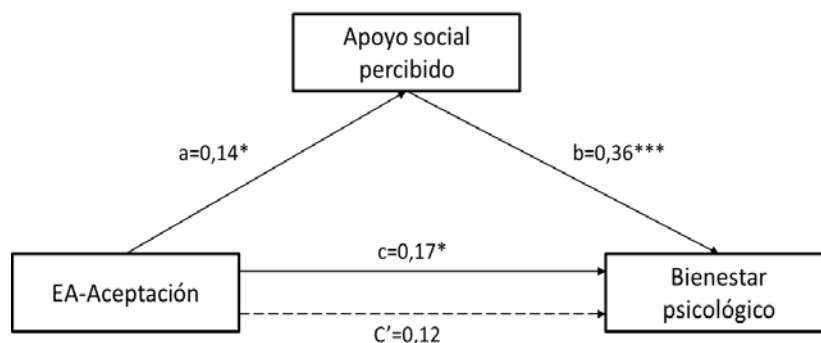 Apoyo social
percibido
a=0,14*
b=0,36***
c=0,17*
EA-Aceptación
Bienestar
psicológico
C’=0,12